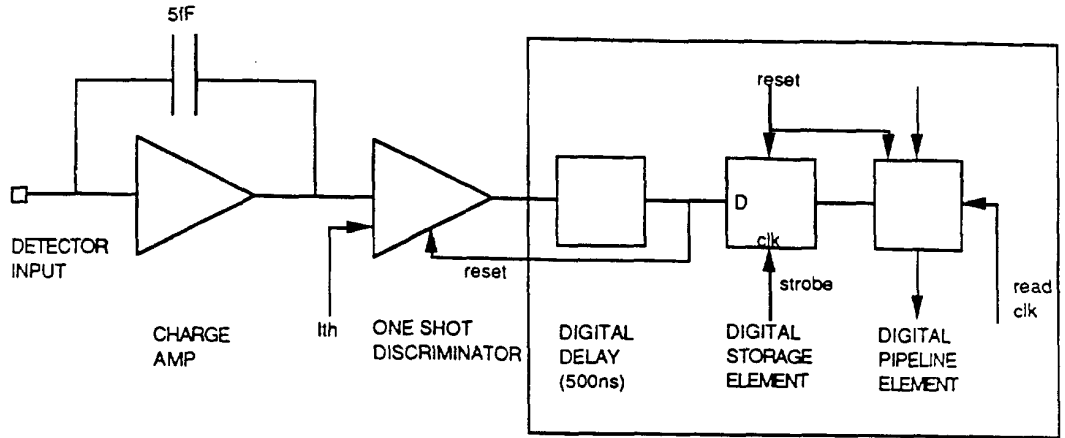 5fF
reset
D
clk
DETECTOR
INPUT
reset
strobe
read
clk
Ith
CHARGE
AMP
ONE SHOT
DISCRIMINATOR
DIGITAL
DELAY
(500ns)
DIGITAL
STORAGE
ELEMENT
DIGITAL
PIPELINE
ELEMENT